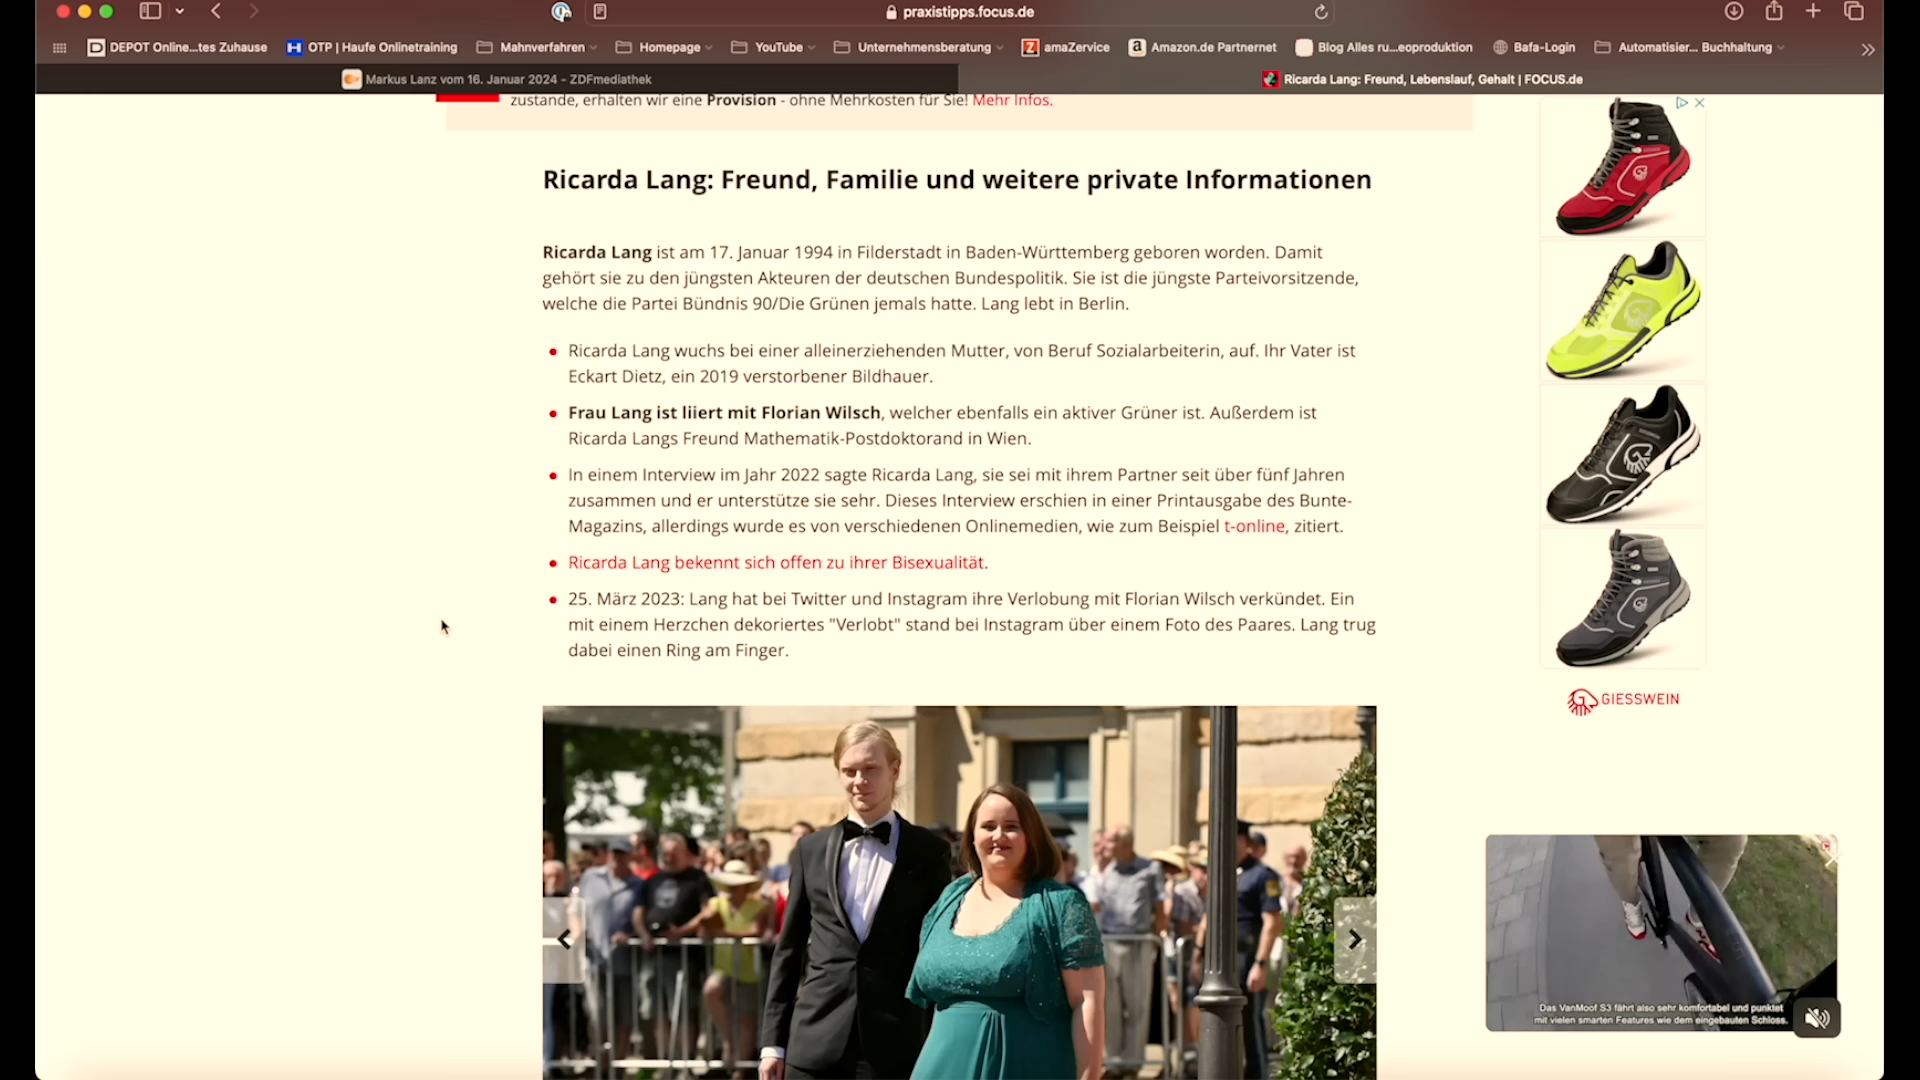 praxistipps.focus.de
DEPOT Online...tes Zuhause
OTP | Haufe Onlinetraining
Mahnverfahren
Homepage
YouTube
Unternehmensberatung
amaZervice
Amazon.de Partnernet
Blog Alles ru...eoproduktion
Bafa-Login
Automatisier... Buchhaltung
Markus Lanz vom 16. Januar 2024 - ZDFmediathek
Ricarda Lang: Freund, Lebenslauf, Gehalt | FOCUS.de
zustande, erhalten wir eine Provision - ohne Mehrkosten für Sie! Mehr Infos.
Ricarda Lang: Freund, Familie und weitere private Informationen
Ricarda Lang ist am 17. Januar 1994 in Filderstadt in Baden-Württemberg geboren worden. Damit
gehört sie zu den jüngsten Akteuren der deutschen Bundespolitik. Sie ist die jüngste Parteivorsitzende,
welche die Partei Bündnis 90/Die Grünen jemals hatte. Lang lebt in Berlin.
Ricarda Lang wuchs bei einer alleinerziehenden Mutter, von Beruf Sozialarbeiterin, auf. Ihr Vater ist
Eckart Dietz, ein 2019 verstorbener Bildhauer.
Frau Lang ist liiert mit Florian Wilsch, welcher ebenfalls ein aktiver Grüner ist. Außerdem ist
Ricarda Langs Freund Mathematik-Postdoktorand in Wien.
In einem Interview im Jahr 2022 sagte Ricarda Lang, sie sei mit ihrem Partner seit über fünf Jahren
zusammen und er unterstütze sie sehr. Dieses Interview erschien in einer Printausgabe des Bunte-
Magazins, allerdings wurde es von verschiedenen Onlinemedien, wie zum Beispiel t-online, zitiert.
Ricarda Lang bekennt sich offen zu ihrer Bisexualität.
25. März 2023: Lang hat bei Twitter und Instagram ihre Verlobung mit Florian Wilsch verkündet. Ein
mit einem Herzchen dekoriertes "Verlobt" stand bei Instagram über einem Foto des Paares. Lang trug
dabei einen Ring am Finger.
GIESSWEIN
Das VanMoof S3 fährt also sehr komfortabel und punktet
mit vielen smarten Features wie dem eingebauten Schloss.